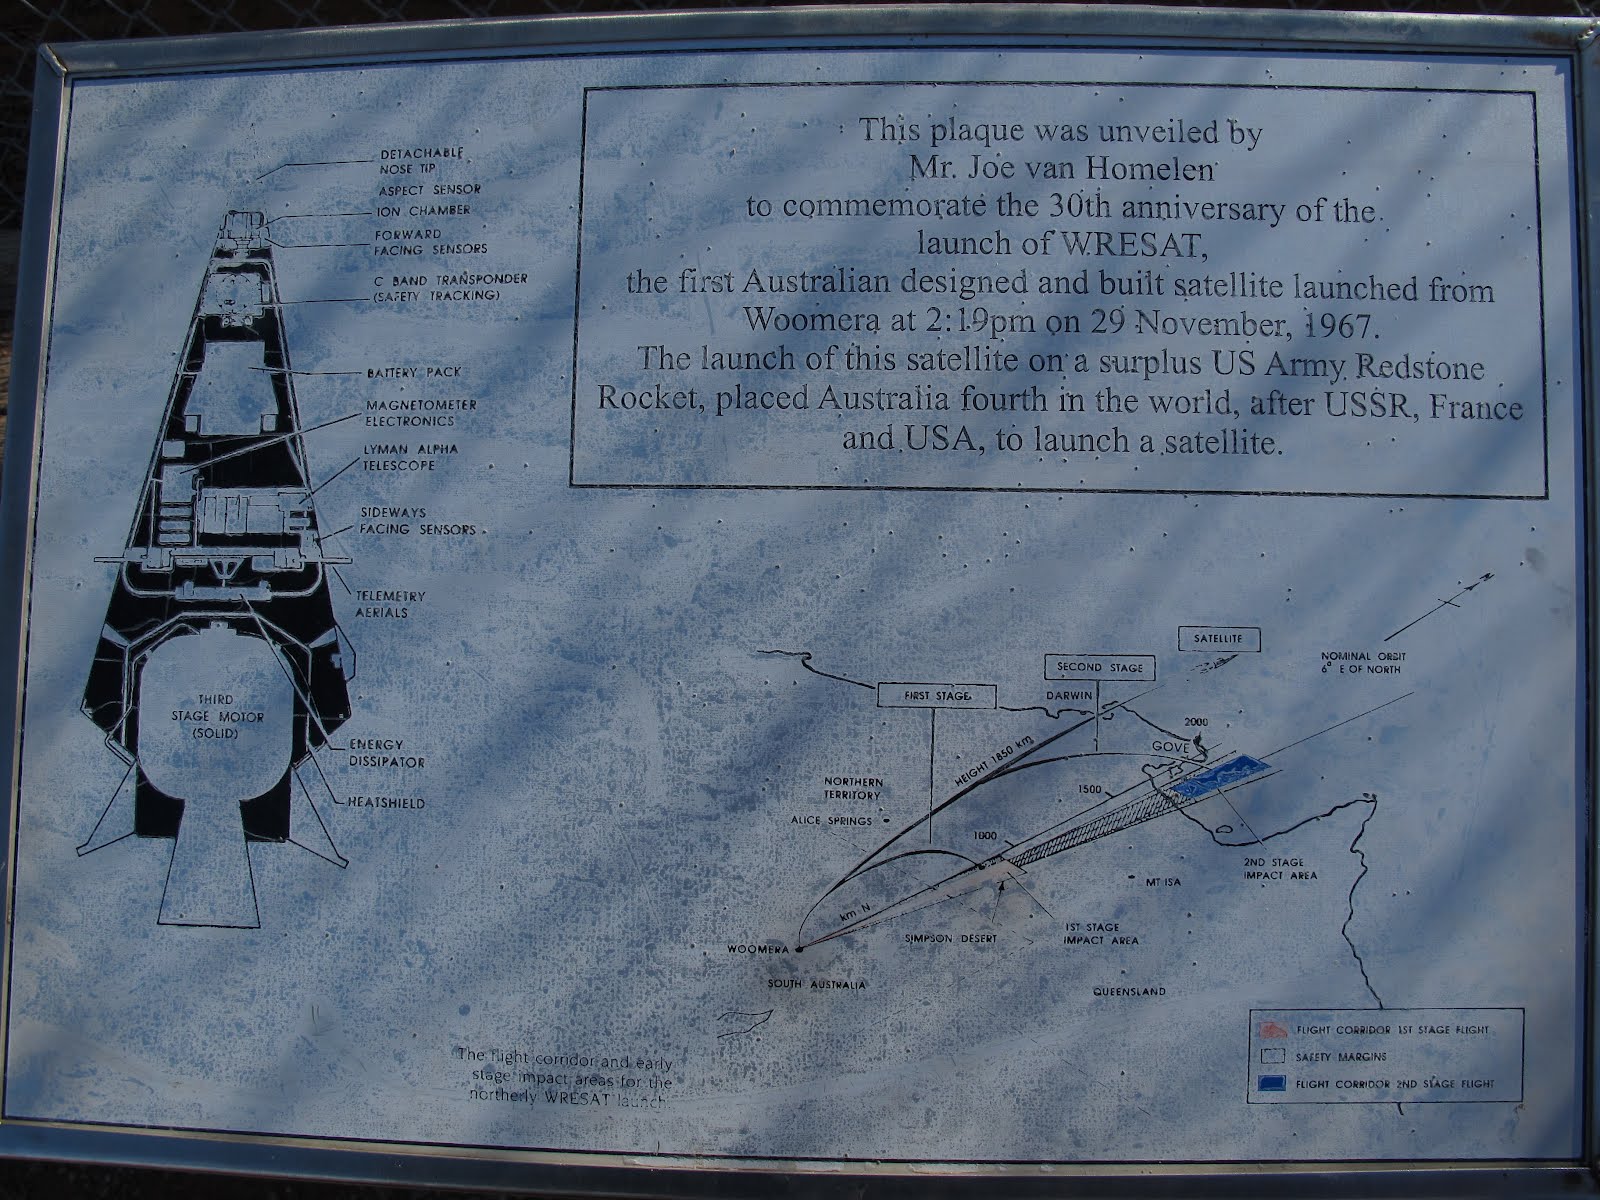 This plaque was unveiled by
Mr. Joe van Homelen
to commemorate the 30th anniversary of the
launch of WRESAT,
the first Australian designed and built satellite launched from
Woomera at 2:19pm on 29 November, 1967.
The launch of this satellite on a surplus US Army Redstone
Rocket, placed Australia fourth in the world, after USSR, France
and USA, to launch a satellite.
DETACHABLE
NOSE TIP
ASPECT SENSOR
ION CHAMBER
FORWARD
FACING SENSORS
C BAND TRANSPONDER
(SAFETY TRACKING)
BATTERY PACK
MAGNETOMETER
ELECTRONICS
LYMAN ALPHA
TELESCOPE
SIDEWAYS
FACING SENSORS
TELEMETRY
AERIALS
THIRD
STAGE MOTOR
(SOLID)
ENERGY
DISSIPATOR
HEATSHIELD
SATELLITE
SECOND STAGE
FIRST STAGE
NOMINAL ORBIT
6° E OF NORTH
N
DARWIN
2000
GOVE
HEIGHT 1850 km
NORTHERN
TERRITORY
1500
ALICE SPRINGS
1000
2ND STAGE
IMPACT AREA
MT ISA
km N
1ST STAGE
IMPACT AREA
SIMPSON DESERT
WOOMERA
SOUTH AUSTRALIA
QUEENSLAND
FLIGHT CORRIDOR 1ST STAGE FLIGHT
SAFETY MARGINS
FLIGHT CORRIDOR 2ND STAGE FLIGHT
The flight corridor and early
stage impact areas for the
northerly WRESAT launch.